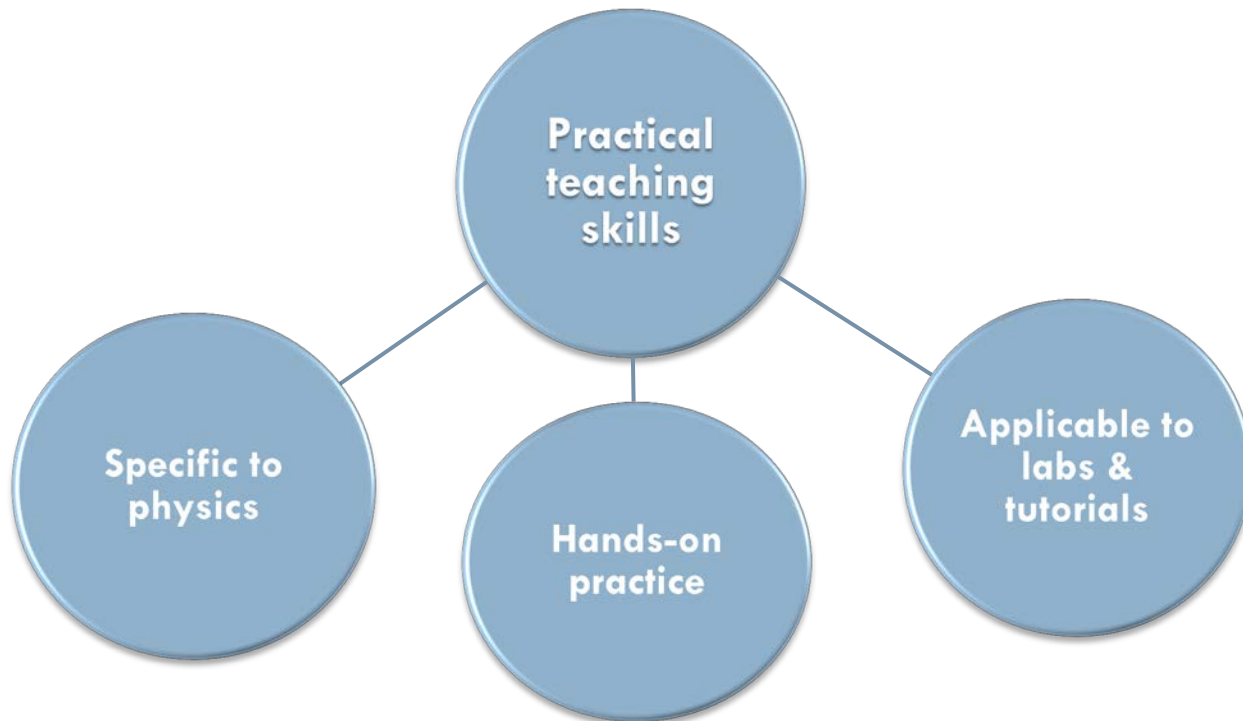 Practical
teaching
skills
Specific to
physics
Hands-on
practice
Applicable to
labs &
tutorials